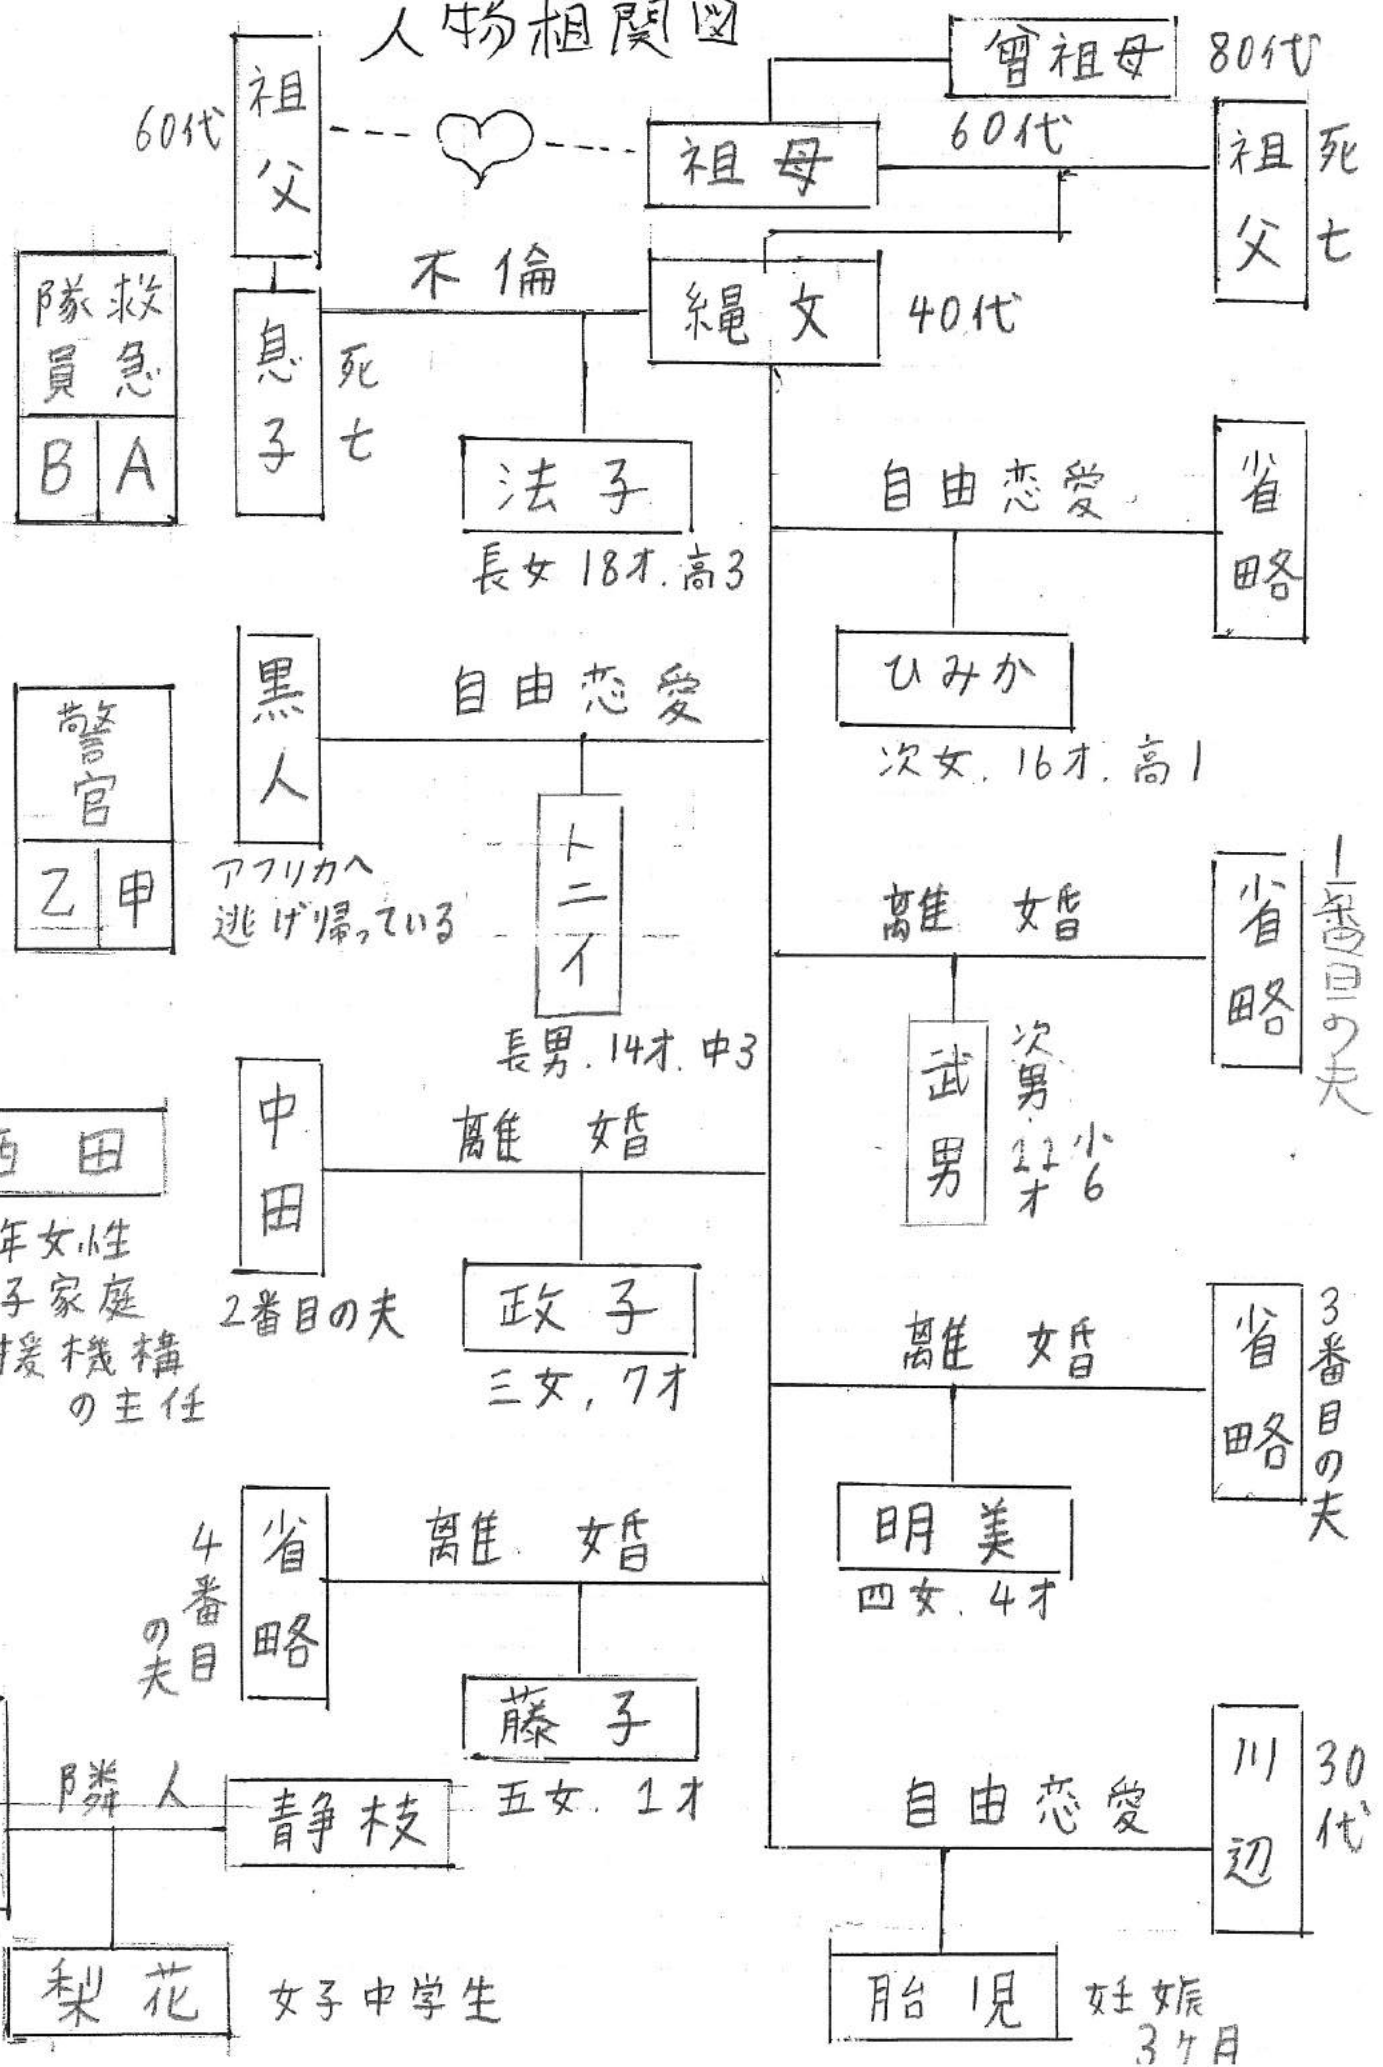 人物相関図
曾祖母
80代
60代
祖父
祖母
60代
祖父
死亡
不倫
縄文
40代
救急隊員
A
B
息子
死亡
法子
長女 18才.高3
自由恋愛
省略
ひみか
次女.16才.高1
黒人
自由恋愛
アフリカへ
逃げ帰っている
トニイ
長男.14才.中3
警官
甲
乙
離婚
省略
1番目の夫
武男
次男.11才
小6
田
年女性
子家庭
援機構
の主任
中田
2番目の夫
離婚
政子
三女,7才
離婚
省略
3番目の夫
明美
四女.4才
4番目
の夫
省略
離婚
藤子
五女.1才
隣人
静枝
梨花
女子中学生
自由恋愛
川辺
30代
胎児
妊娠
3ヶ月